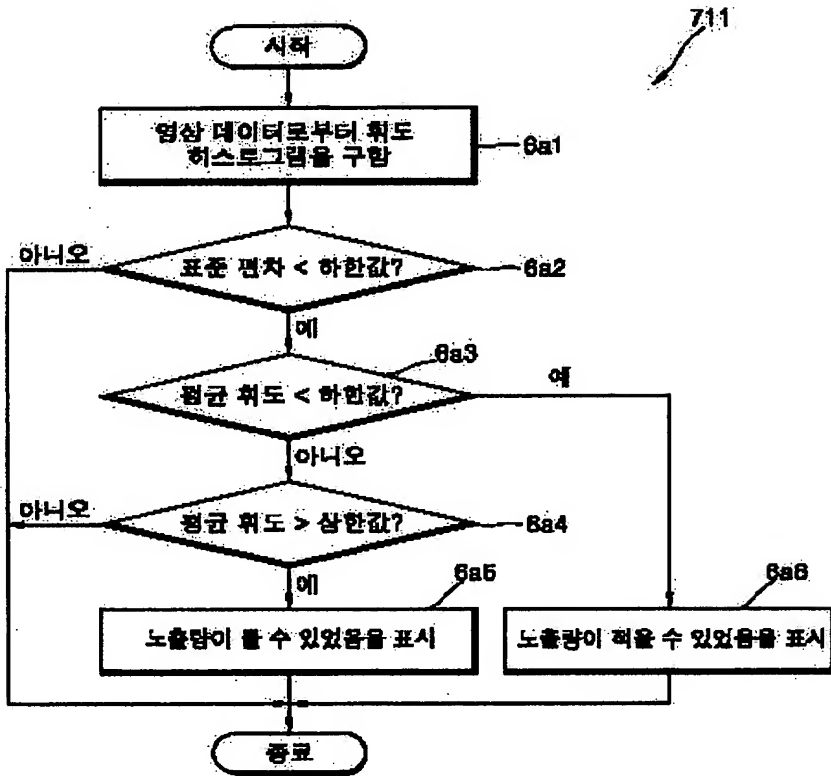 711
시작
영상 데이터로부터 휘도
히스토그램을 구함
6a1
아니오
표준 편차 < 하한값?
6a2
예
6a3
평균 휘도 < 하한값?
예
아니오
아니오
평균 휘도 > 상한값?
6a4
예
6a5
6a6
노출량이 클 수 있었음을 표시
노출량이 적을 수 있었음을 표시
종료